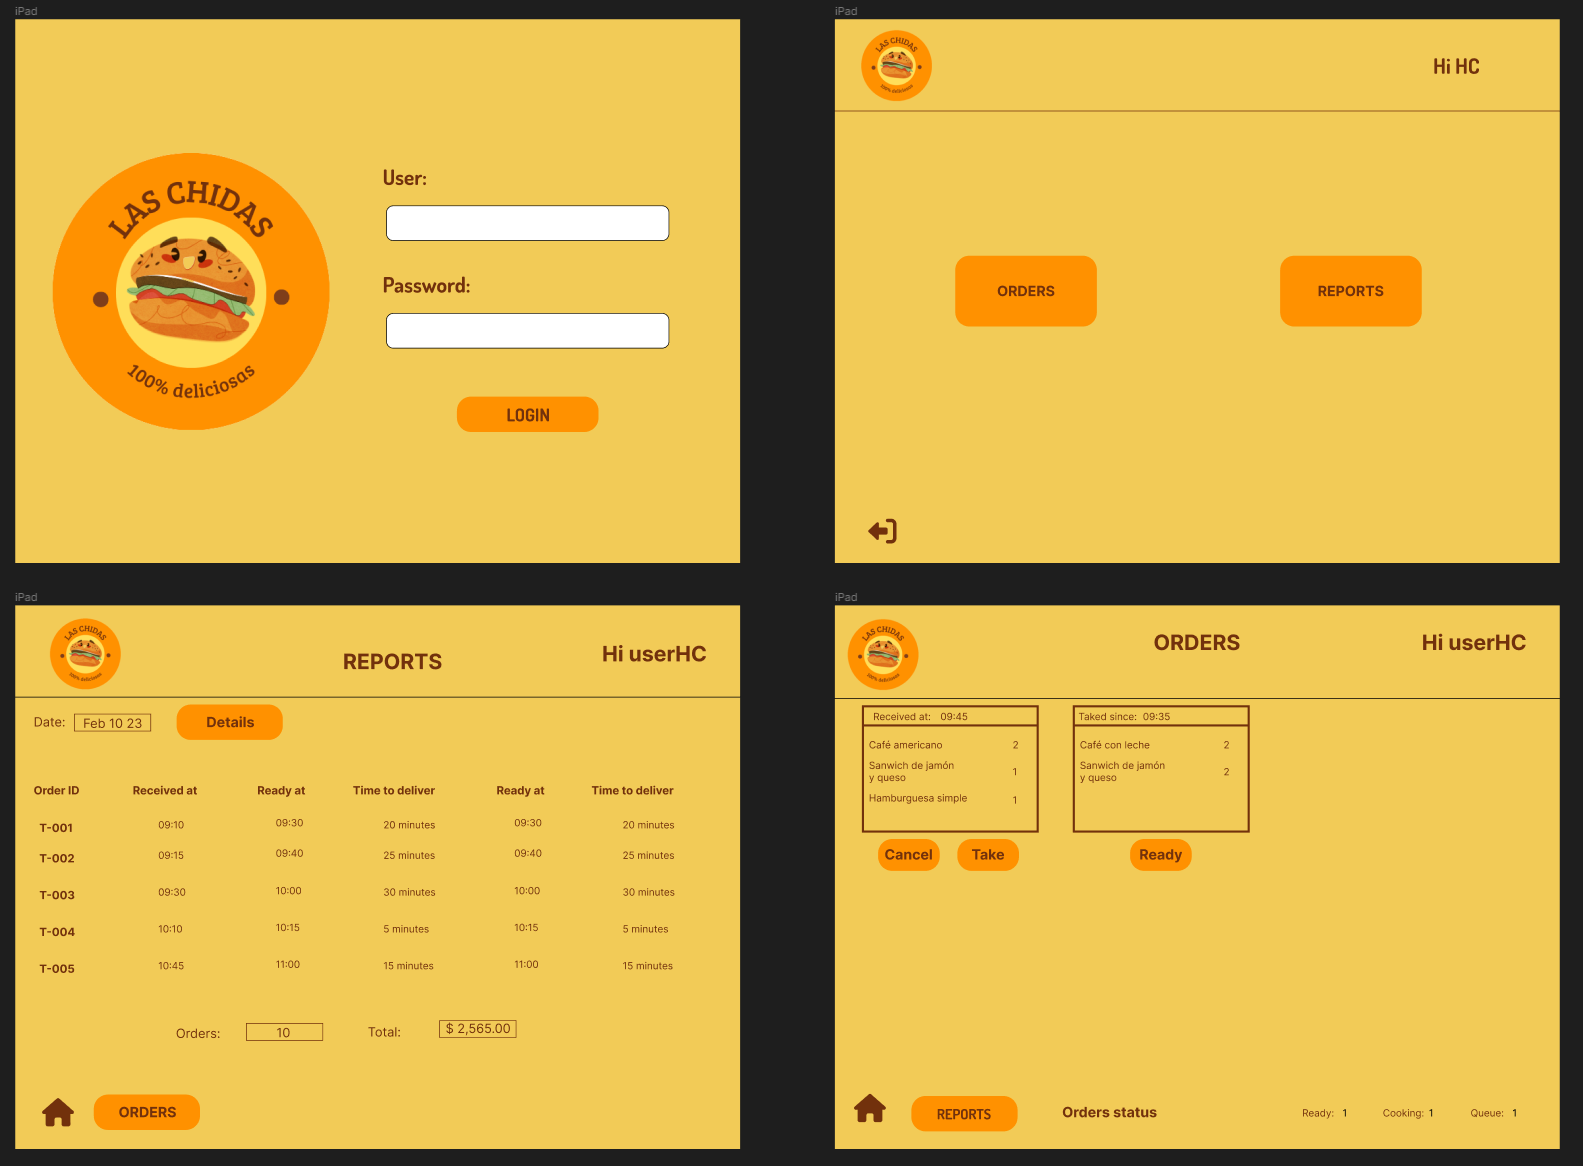 iPad
LAS CHIDAS
100% deliciosas
User:
Password:
LOGIN
iPad
LAS CHIDAS
100% deliciosas
Hi HC
ORDERS
REPORTS
iPad
LAS CHIDAS
100% deliciosas
REPORTS
Hi userHC
Date: Feb 10 23 Details
Order ID Received at Ready at Time to deliver Ready at Time to deliver
T-001 09:10 09:30 20 minutes 09:30 20 minutes
T-002 09:15 09:40 25 minutes 09:40 25 minutes
T-003 09:30 10:00 30 minutes 10:00 30 minutes
T-004 10:10 10:15 5 minutes 10:15 5 minutes
T-005 10:45 11:00 15 minutes 11:00 15 minutes
Orders: 10 Total: $ 2,565.00
ORDERS
iPad
LAS CHIDAS
100% deliciosas
ORDERS
Hi userHC
Received at: 09:45
Café americano 2
Sanwich de jamón
y queso 1
Hamburguesa simple 1
Cancel Take
Taked since: 09:35
Café con leche 2
Sanwich de jamón
y queso 2
Ready
REPORTS
Orders status
Ready: 1 Cooking: 1 Queue: 1